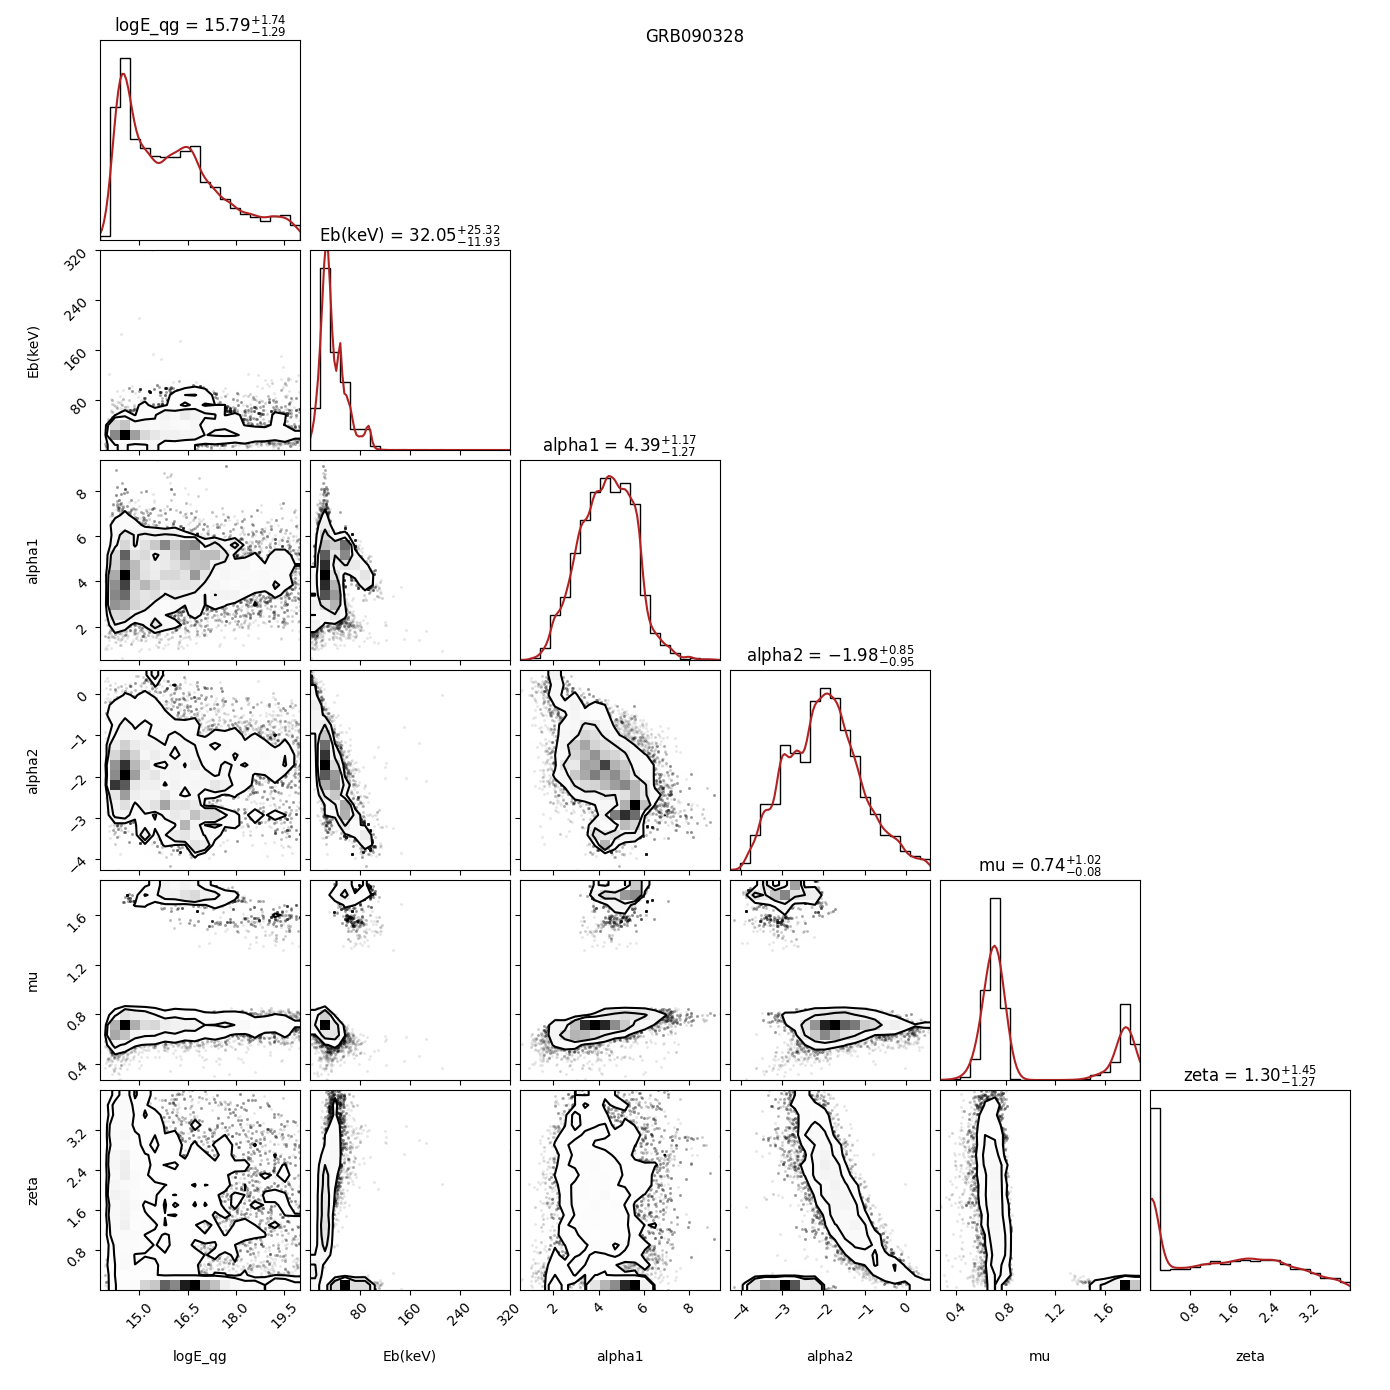 GRB090328
logE_qg = 15.79+1.74 −1.29
Eb(keV) = 32.05+25.32 −11.93
alpha1 = 4.39+1.17 −1.27
alpha2 = −1.98+0.85 −0.95
mu = 0.74+1.02 −0.08
zeta = 1.30+1.45 −1.27
Eb(keV)
320
240
160
80
alpha1
8
6
4
2
alpha2
0
−1
−2
−3
−4
mu
1.6
1.2
0.8
0.4
zeta
3.2
2.4
1.6
0.8
15.0 16.5 18.0 19.5
80 160 240 320
2 4 6 8
−4 −3 −2 −1 0
0.4 0.8 1.2 1.6
0.8 1.6 2.4 3.2
logE_qg
Eb(keV)
alpha1
alpha2
mu
zeta